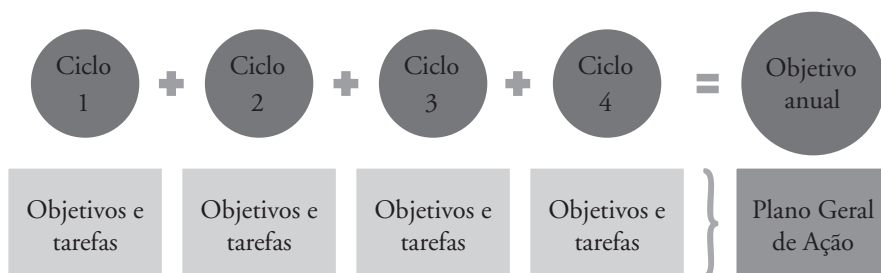 Ciclo
1
+
Ciclo
2
+
Ciclo
3
+
Ciclo
4
=
Objetivo
anual
Objetivos e
tarefas
Objetivos e
tarefas
Objetivos e
tarefas
Objetivos e
tarefas
}
Plano Geral
de Ação